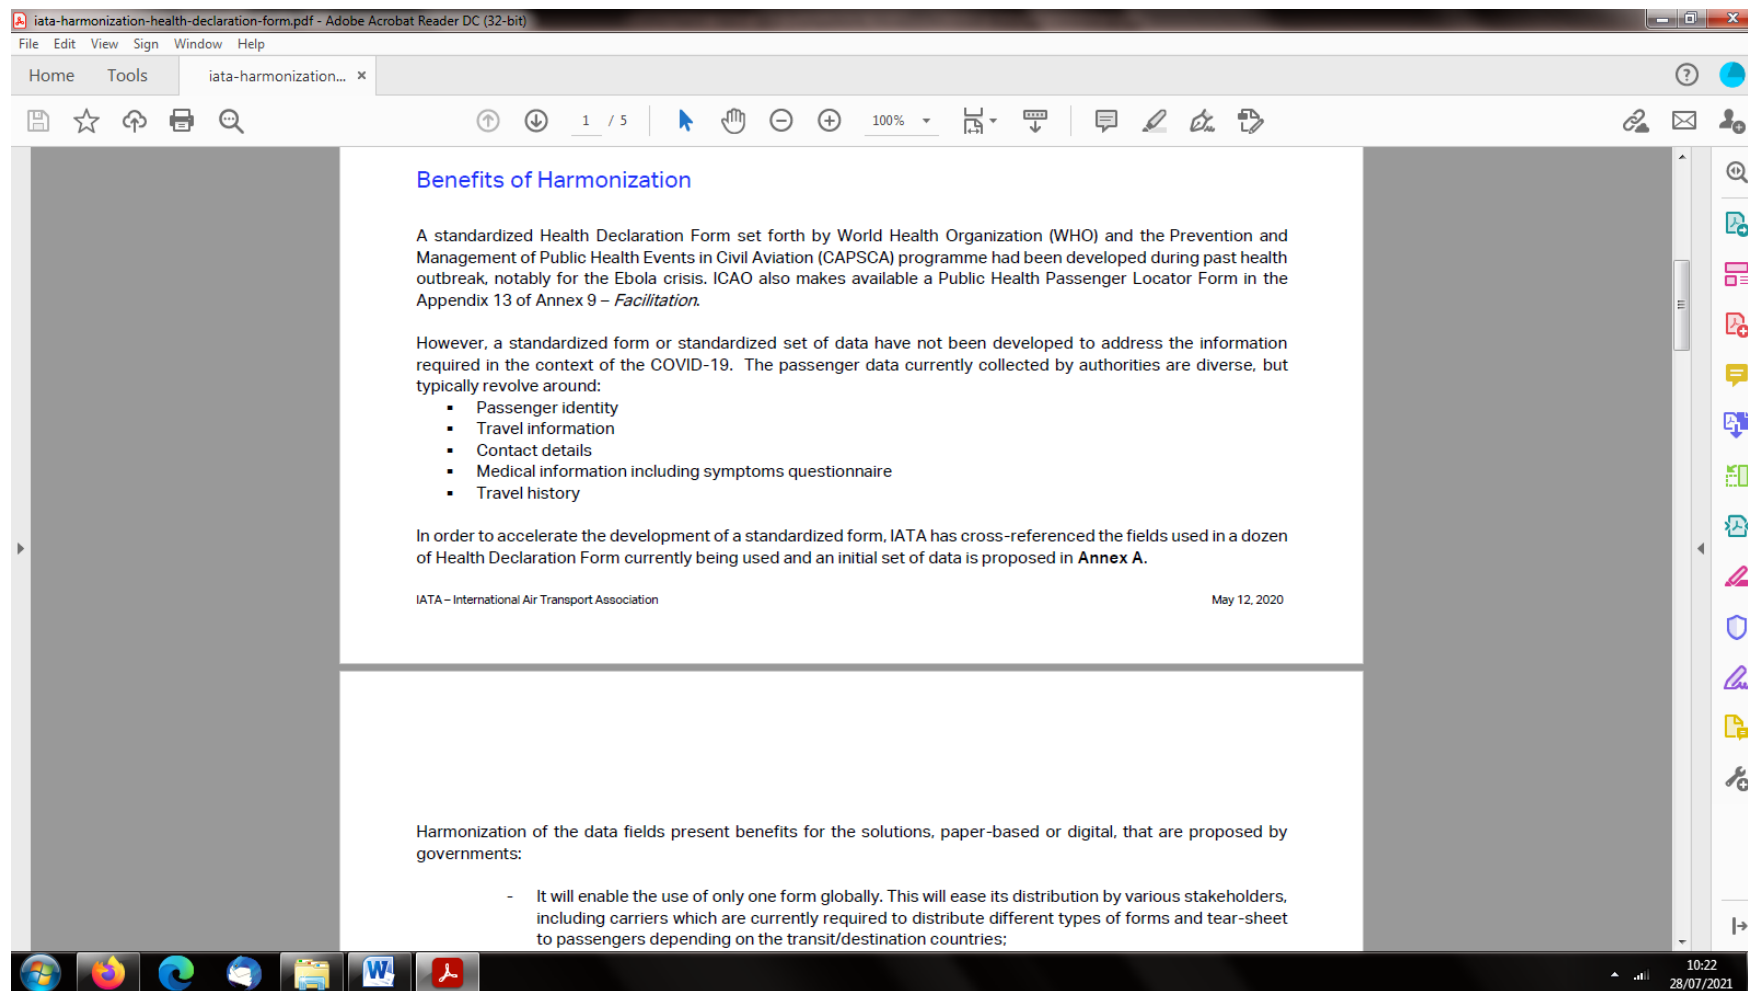 iata-harmonization-health-declaration-form.pdf - Adobe Acrobat Reader DC (32-bit)
File Edit View Sign Window Help
Home Tools iata-harmonization... ×
1 / 5 100%
Benefits of Harmonization
A standardized Health Declaration Form set forth by World Health Organization (WHO) and the Prevention and
Management of Public Health Events in Civil Aviation (CAPSCA) programme had been developed during past health
outbreak, notably for the Ebola crisis. ICAO also makes available a Public Health Passenger Locator Form in the
Appendix 13 of Annex 9 – Facilitation.
However, a standardized form or standardized set of data have not been developed to address the information
required in the context of the COVID-19. The passenger data currently collected by authorities are diverse, but
typically revolve around:
▪ Passenger identity
▪ Travel information
▪ Contact details
▪ Medical information including symptoms questionnaire
▪ Travel history
In order to accelerate the development of a standardized form, IATA has cross-referenced the fields used in a dozen
of Health Declaration Form currently being used and an initial set of data is proposed in Annex A.
IATA – International Air Transport Association May 12, 2020
Harmonization of the data fields present benefits for the solutions, paper-based or digital, that are proposed by
governments:
- It will enable the use of only one form globally. This will ease its distribution by various stakeholders,
including carriers which are currently required to distribute different types of forms and tear-sheet
to passengers depending on the transit/destination countries;
10:22
28/07/2021